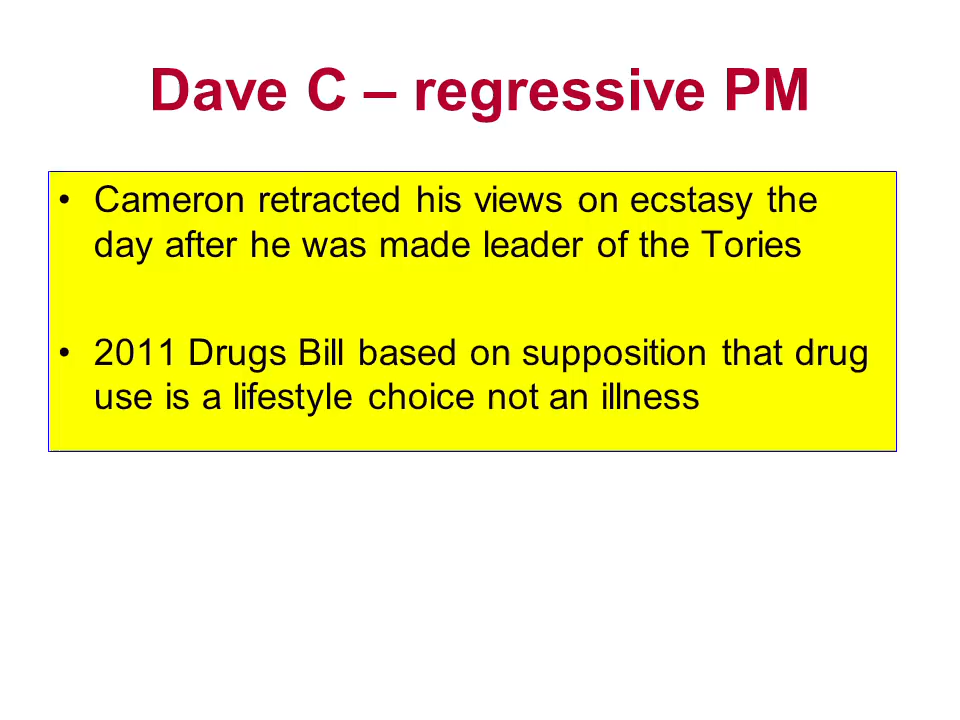 Dave C – regressive PM
• Cameron retracted his views on ecstasy the
day after he was made leader of the Tories
• 2011 Drugs Bill based on supposition that drug
use is a lifestyle choice not an illness